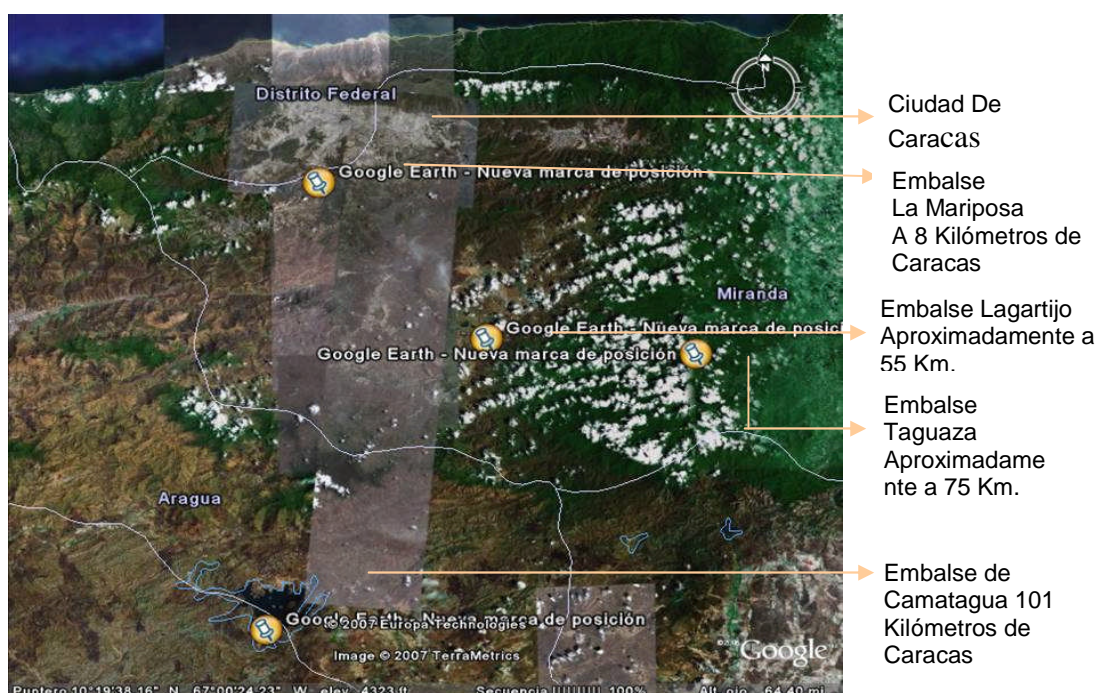 Distrito Federal
Google Earth - Nueva marca de posición
Miranda
Google Earth - Nueva marca de posici
Google Earth - Nueva marca de posición
Aragua
Google Earth - Nueva marca de posición
© 2007 Europa Technologies
Image © 2007 TerraMetrics
Google
N
Puntero 10°19'38.16" N 67°00'24.23" W elev 4323 ft Secuencia 100% Alt. ojo 64.40 mi
Ciudad De
Caracas
Embalse
La Mariposa
A 8 Kilómetros de
Caracas
Embalse Lagartijo
Aproximadamente a
55 Km.
Embalse
Taguaza
Aproximadame
nte a 75 Km.
Embalse de
Camatagua 101
Kilómetros de
Caracas